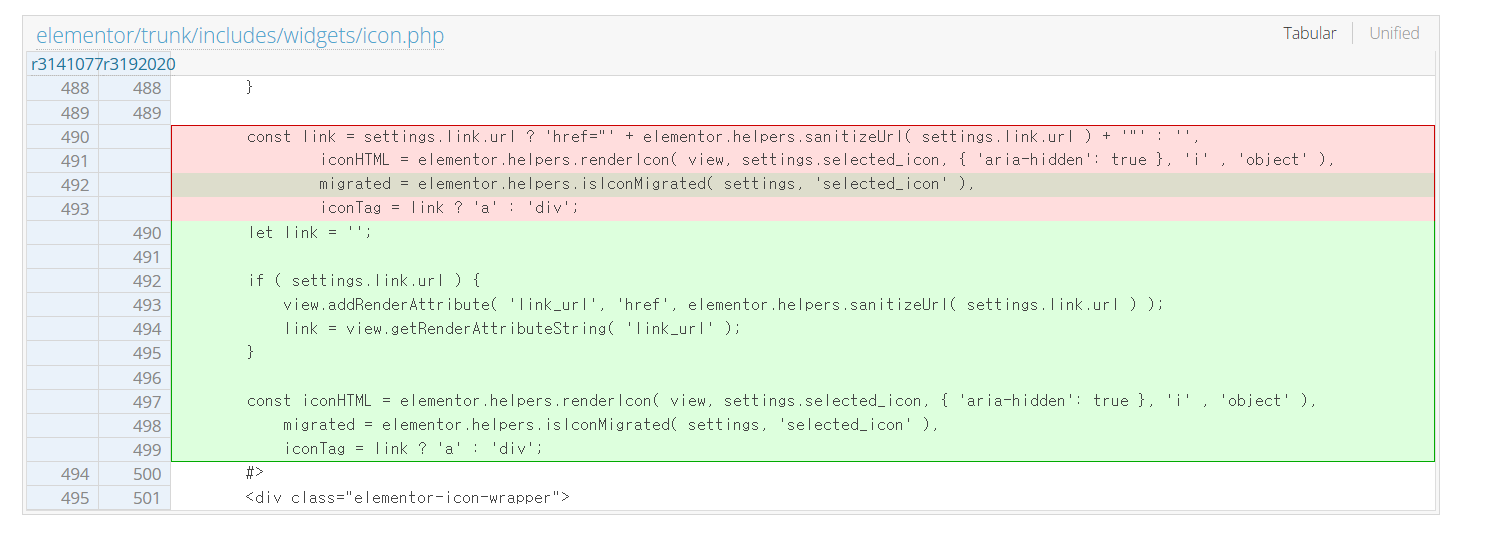 elementor/trunk/includes/widgets/icon.php
Tabular | Unified
r3141077 r3192020
488 488 }
489 489
490 const link = settings.link.url ? 'href="' + elementor.helpers.sanitizeUrl( settings.link.url ) + '"' : '',
491 iconHTML = elementor.helpers.renderIcon( view, settings.selected_icon, { 'aria-hidden': true }, 'i' , 'object' ),
492 migrated = elementor.helpers.isIconMigrated( settings, 'selected_icon' ),
493 iconTag = link ? 'a' : 'div';
490 let link = '';
491
492 if ( settings.link.url ) {
493 view.addRenderAttribute( 'link_url', 'href', elementor.helpers.sanitizeUrl( settings.link.url ) );
494 link = view.getRenderAttributeString( 'link_url' );
495 }
496
497 const iconHTML = elementor.helpers.renderIcon( view, settings.selected_icon, { 'aria-hidden': true }, 'i' , 'object' ),
498 migrated = elementor.helpers.isIconMigrated( settings, 'selected_icon' ),
499 iconTag = link ? 'a' : 'div';
494 500 #>
495 501 <div class="elementor-icon-wrapper">